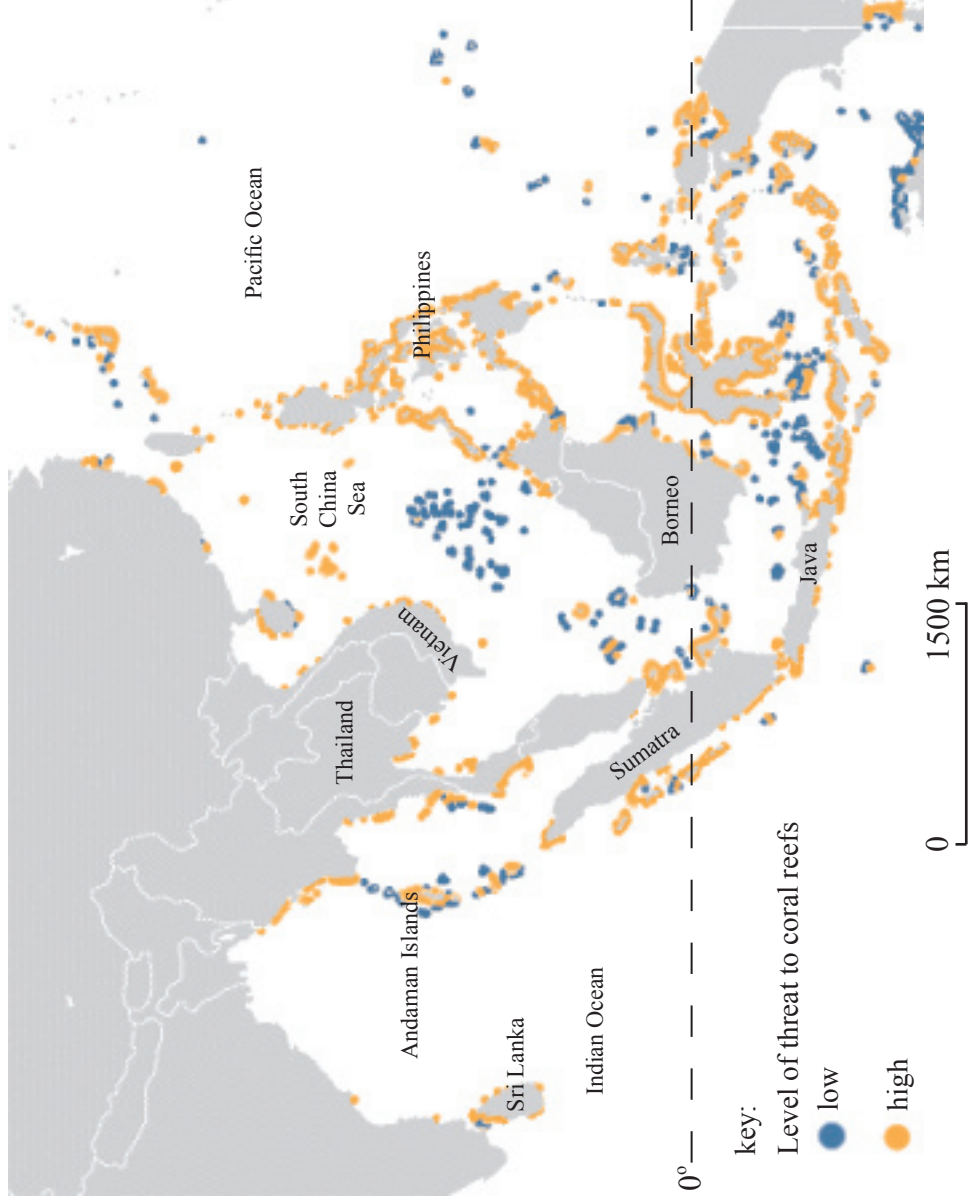 Pacific Ocean
South
China
Sea
Philippines
Vietnam
Thailand
Andaman Islands
Sri Lanka
Indian Ocean
Borneo
Sumatra
Java
0°
key:
Level of threat to coral reefs
low
high
0
1500 km